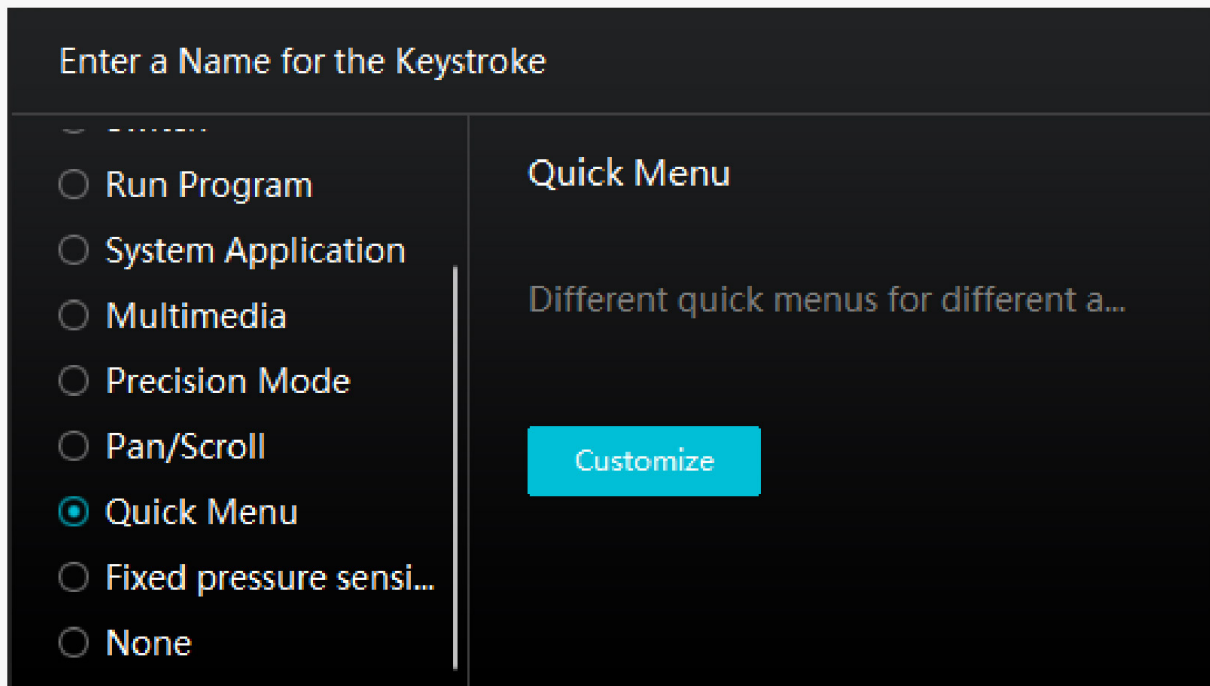 Enter a Name for the Keystroke
Run Program
System Application
Multimedia
Precision Mode
Pan/Scroll
Quick Menu
Fixed pressure sensi...
None
Quick Menu
Different quick menus for different a...
Customize